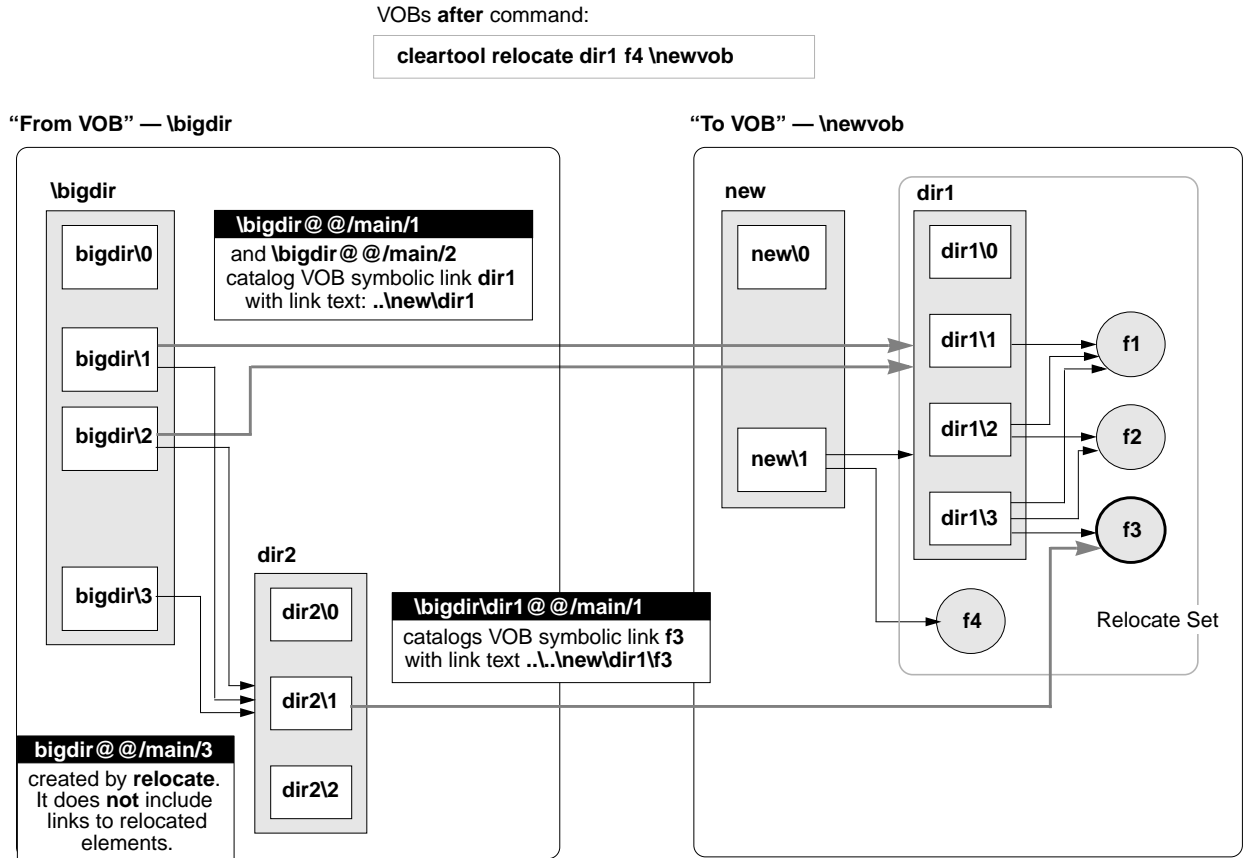 VOBs after command:
cleartool relocate dir1 f4 \newvob
“From VOB” — \bigdir
“To VOB” — \newvob
\bigdir
bigdir\0
bigdir\1
bigdir\2
bigdir\3
\bigdir@@/main/1
and \bigdir@@/main/2
catalog VOB symbolic link dir1
with link text: ..\new\dir1
new
new\0
new\1
dir1
dir1\0
dir1\1
dir1\2
dir1\3
f1
f2
f3
f4
Relocate Set
dir2
dir2\0
dir2\1
dir2\2
\bigdir\dir1@@/main/1
catalogs VOB symbolic link f3
with link text ..\..\new\dir1\f3
bigdir@@/main/3
created by relocate.
It does not include
links to relocated
elements.